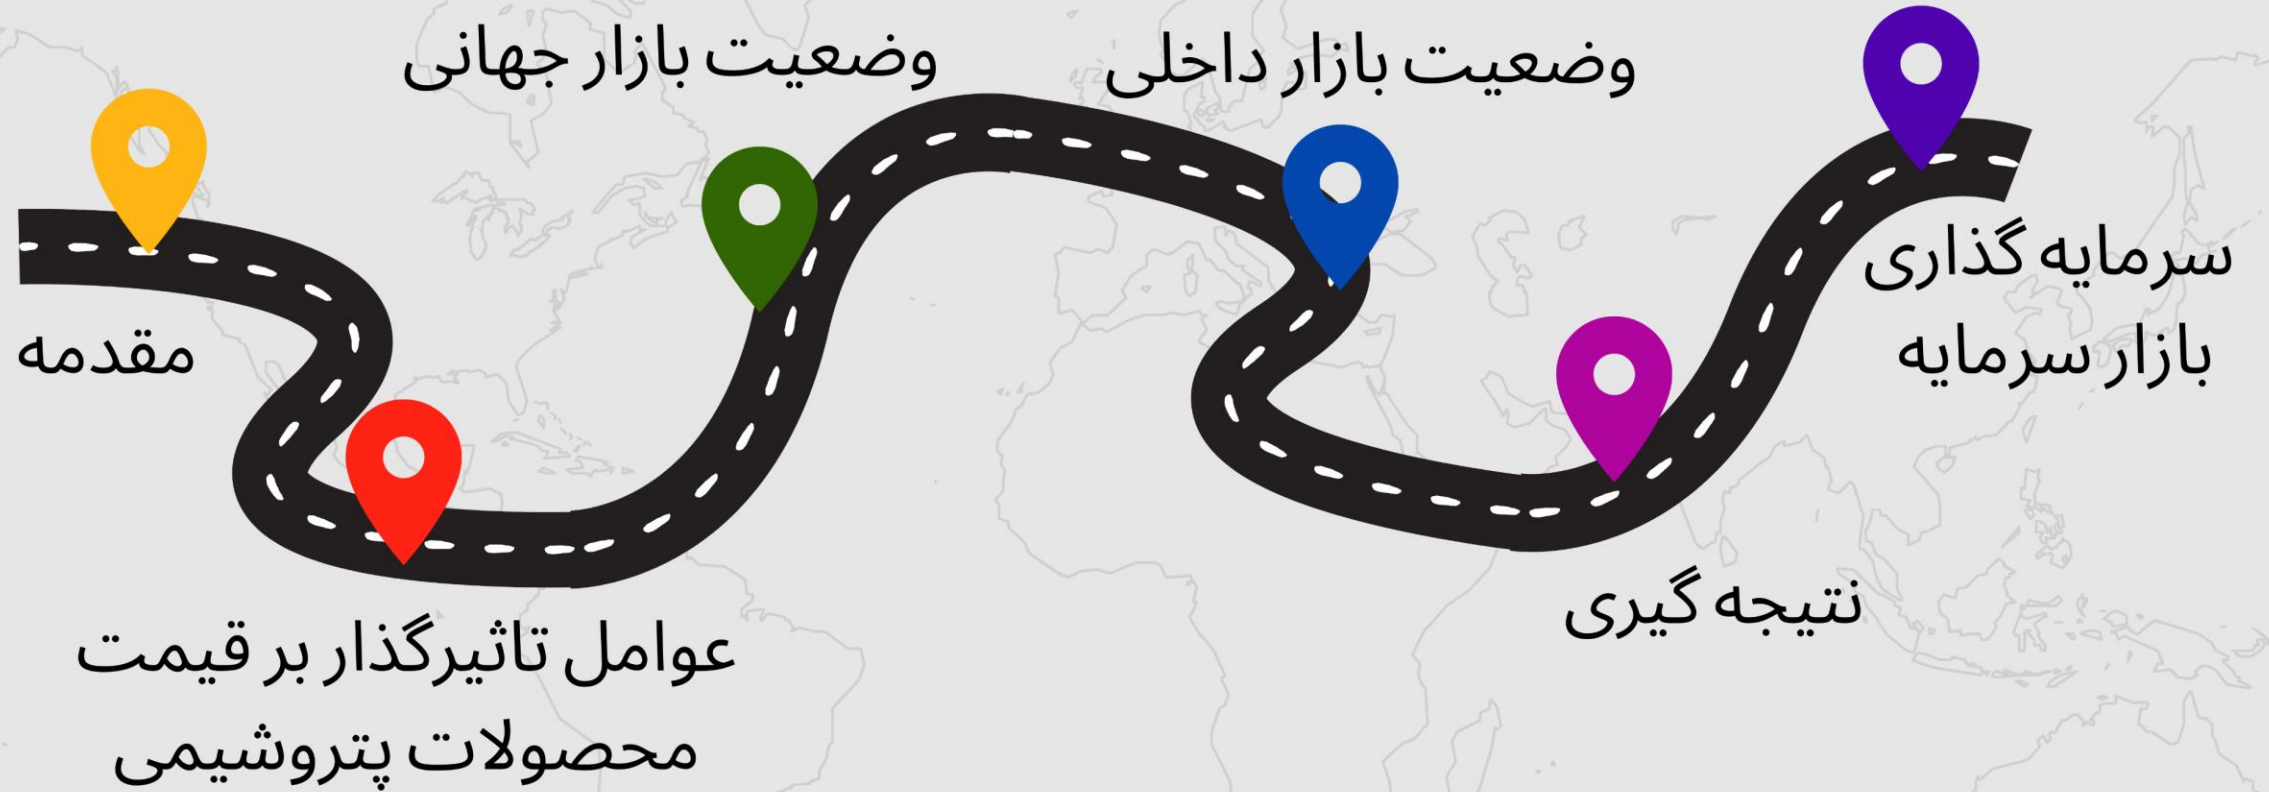 مقدمه
عوامل تاثیرگذار بر قیمت
محصولات پتروشیمی
وضعیت بازار جهانی
وضعیت بازار داخلی
نتیجه گیری
سرمایه گذاری
بازار سرمایه